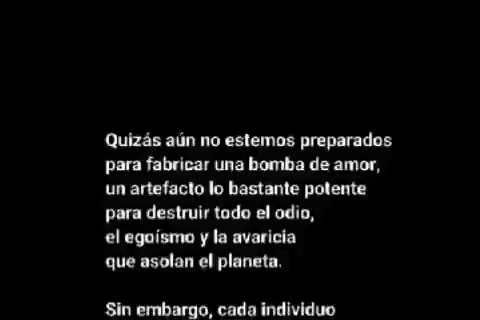 Quizás aún no estemos preparados
para fabricar una bomba de amor,
un artefacto lo bastante potente
para destruir todo el odio,
el egoísmo y la avaricia
que asolan el planeta.
Sin embargo, cada individuo